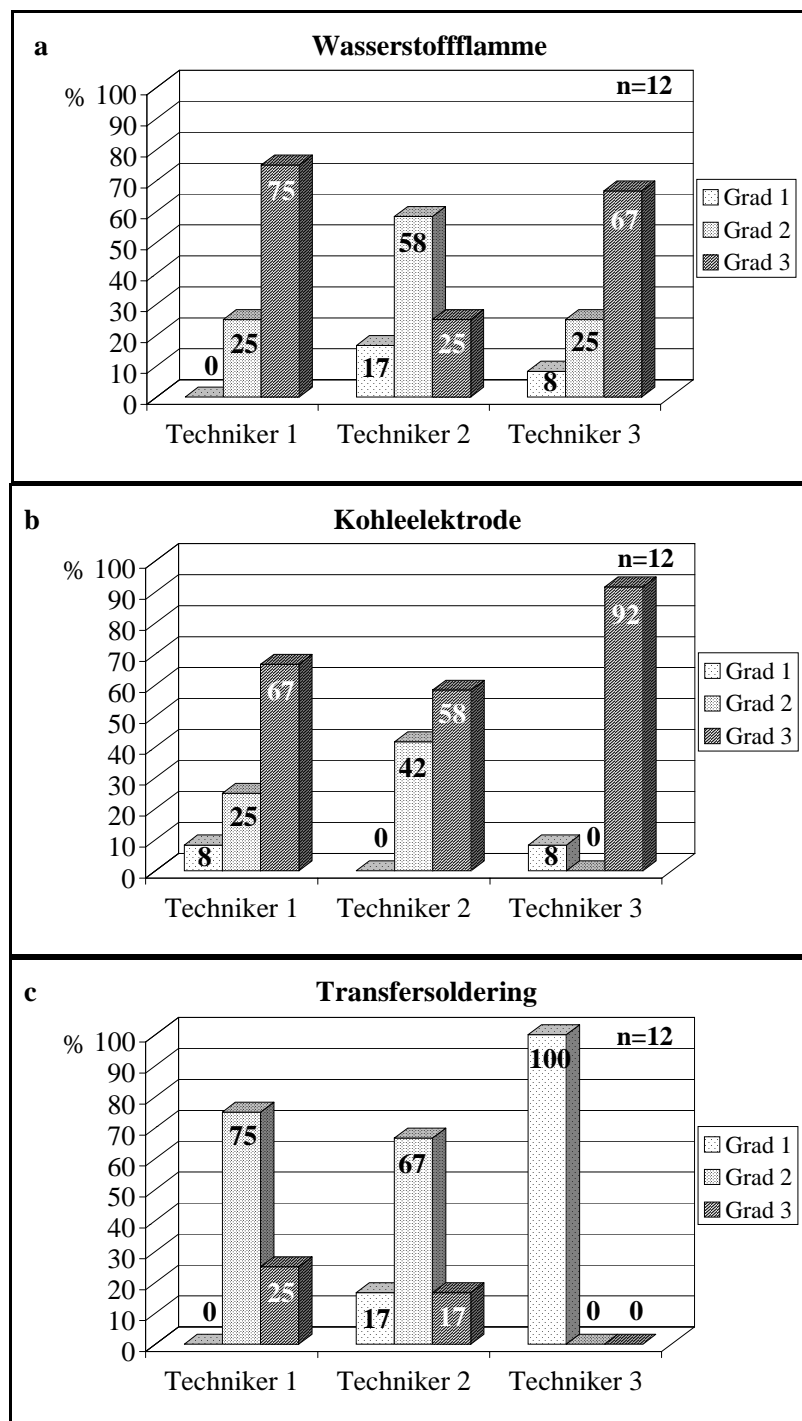 a Wasserstoffflamme
n=12
% 100
90
80
70
60
50
40
30
20
10
0
0 25 75
17 58 25
8 25 67
Techniker 1 Techniker 2 Techniker 3
Grad 1
Grad 2
Grad 3
b Kohleelektrode
n=12
% 100
90
80
70
60
50
40
30
20
10
0
8 25 67
0 42 58
8 0 92
Techniker 1 Techniker 2 Techniker 3
Grad 1
Grad 2
Grad 3
c Transfersoldering
n=12
% 100
90
80
70
60
50
40
30
20
10
0
0 75 25
17 67 17
100 0 0
Techniker 1 Techniker 2 Techniker 3
Grad 1
Grad 2
Grad 3